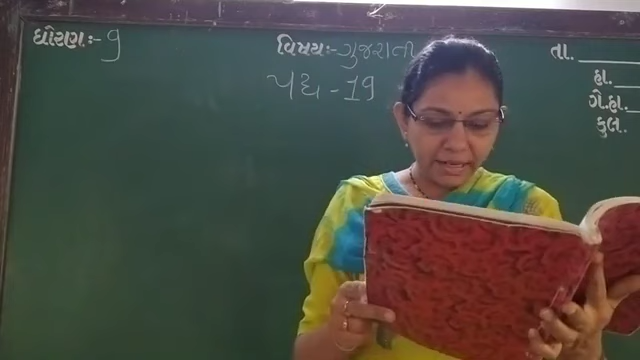 ધોરણ:- 9
વિષય:- ગુજરાતી
પદ્ય - 19
તા.
હા.
ગે.હા.
કુલ.